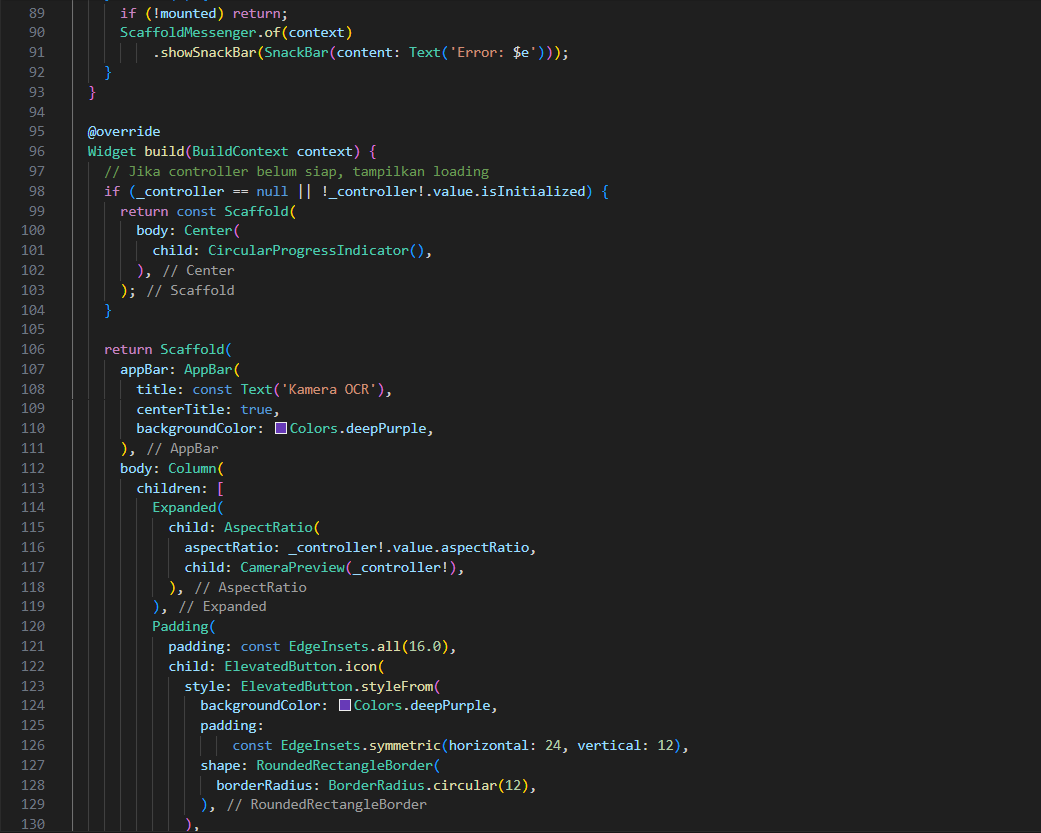 89 if (!mounted) return;
90 ScaffoldMessenger.of(context)
91 .showSnackBar(SnackBar(content: Text('Error: $e')));
92 }
93 }
94
95 @override
96 Widget build(BuildContext context) {
97 // Jika controller belum siap, tampilkan loading
98 if (_controller == null || !_controller!.value.isInitialized) {
99 return const Scaffold(
100 body: Center(
101 child: CircularProgressIndicator(),
102 ), // Center
103 ); // Scaffold
104 }
105
106 return Scaffold(
107 appBar: AppBar(
108 title: const Text('Kamera OCR'),
109 centerTitle: true,
110 backgroundColor: Colors.deepPurple,
111 ), // AppBar
112 body: Column(
113 children: [
114 Expanded(
115 child: AspectRatio(
116 aspectRatio: _controller!.value.aspectRatio,
117 child: CameraPreview(_controller!),
118 ), // AspectRatio
119 ), // Expanded
120 Padding(
121 padding: const EdgeInsets.all(16.0),
122 child: ElevatedButton.icon(
123 style: ElevatedButton.styleFrom(
124 backgroundColor: Colors.deepPurple,
125 padding:
126 const EdgeInsets.symmetric(horizontal: 24, vertical: 12),
127 shape: RoundedRectangleBorder(
128 borderRadius: BorderRadius.circular(12),
129 ), // RoundedRectangleBorder
130 ),